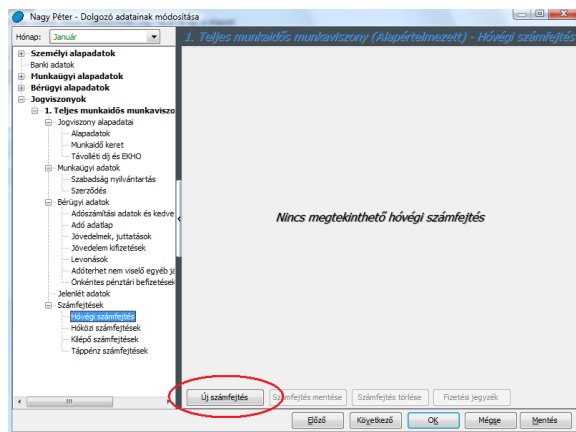 Nagy Péter - Dolgozó adatainak módosítása
Hónap: Január
1. Teljes munkaidős munkaviszony (Alapértelmezett) - Hóvégi számfejtés
Személyi alapadatok
Banki adatok
Munkaügyi alapadatok
Bérügyi alapadatok
Jogviszonyok
1. Teljes munkaidős munkaviszo
Jogviszony alapadatai
Alapadatok
Munkaidő keret
Távolléti díj és EKHO
Munkaügyi adatok
Szabadság nyilvántartás
Szerződés
Bérügyi adatok
Adószámítási adatok és kedve
Adó adatlap
Jövedelmek, juttatások
Jövedelem kifizetések
Levonások
Adóterhet nem viselő egyéb já
Önkéntes pénztári befizetések
Jelenlét adatok
Számfejtések
Hóvégi számfejtés
Hóközi számfejtések
Kilépő számfejtések
Táppénz számfejtések
Nincs megtekinthető hóvégi számfejtés
Új számfejtés Számfejtés mentése Számfejtés törlése Fizetési jegyzék
Előző Következő OK Mégse Mentés